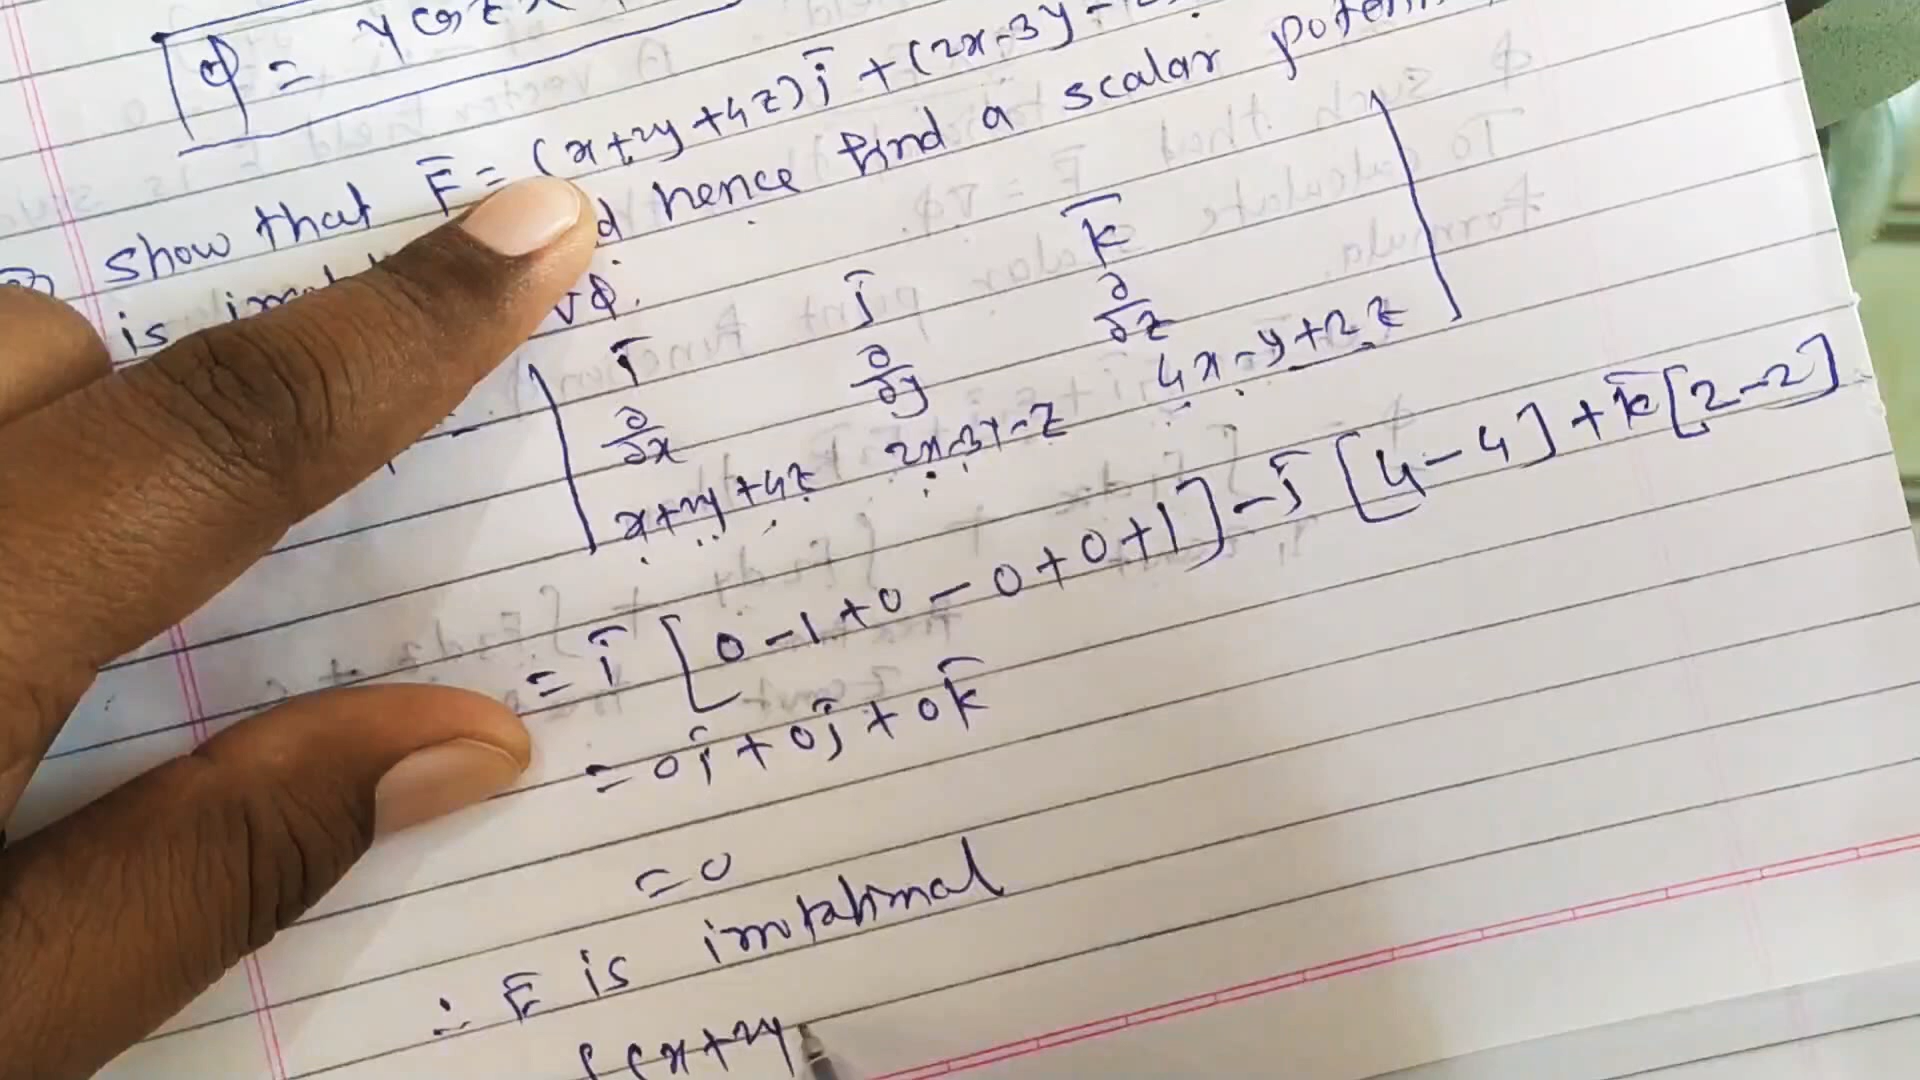 φ = y
show that F̄ = (x+2y+4z)ī + (2x-3y-
is hence find a scalar
∇φ.
ī j̄ k̄
∂/∂x ∂/∂y ∂/∂z
x+2y+4z 2x-3y-z 4x-y+2z
= ī [0-1+0-0+0+1] - j̄ [4-4] + k̄ [2-2]
= 0ī + 0j̄ + 0k̄
= 0
∴ F̄ is irrotational
∫(x+2y